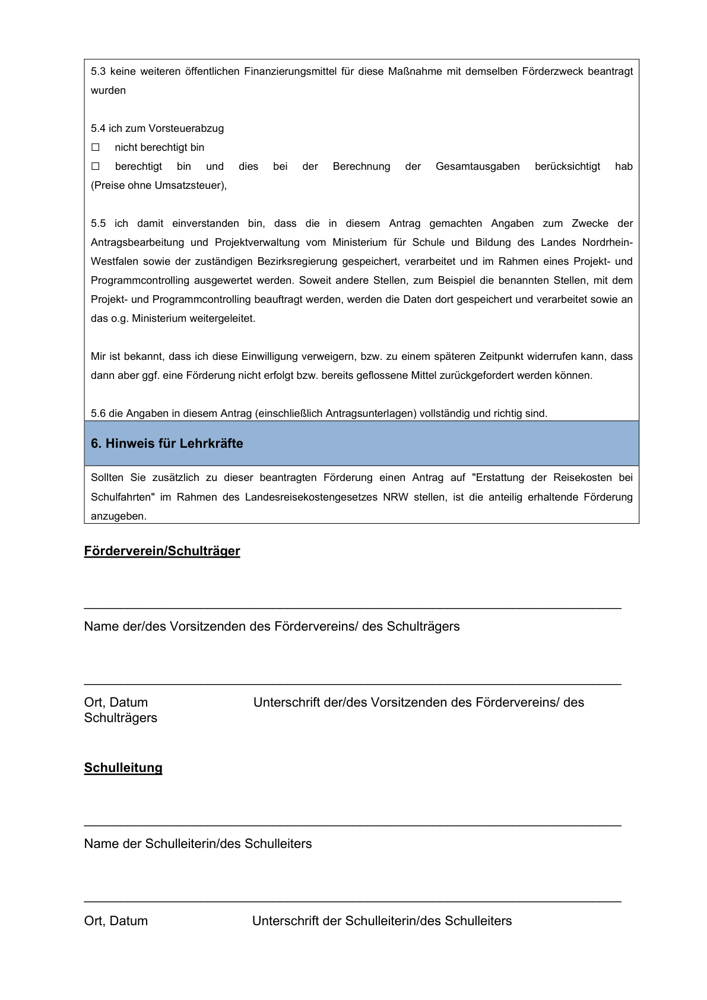 5.3 keine weiteren öffentlichen Finanzierungsmittel für diese Maßnahme mit demselben Förderzweck beantragt
wurden
5.4 ich zum Vorsteuerabzug
☐ nicht berechtigt bin
☐ berechtigt bin und dies bei der Berechnung der Gesamtausgaben berücksichtigt hab
(Preise ohne Umsatzsteuer),
5.5 ich damit einverstanden bin, dass die in diesem Antrag gemachten Angaben zum Zwecke der
Antragsbearbeitung und Projektverwaltung vom Ministerium für Schule und Bildung des Landes Nordrhein-
Westfalen sowie der zuständigen Bezirksregierung gespeichert, verarbeitet und im Rahmen eines Projekt- und
Programmcontrolling ausgewertet werden. Soweit andere Stellen, zum Beispiel die benannten Stellen, mit dem
Projekt- und Programmcontrolling beauftragt werden, werden die Daten dort gespeichert und verarbeitet sowie an
das o.g. Ministerium weitergeleitet.
Mir ist bekannt, dass ich diese Einwilligung verweigern, bzw. zu einem späteren Zeitpunkt widerrufen kann, dass
dann aber ggf. eine Förderung nicht erfolgt bzw. bereits geflossene Mittel zurückgefordert werden können.
5.6 die Angaben in diesem Antrag (einschließlich Antragsunterlagen) vollständig und richtig sind.
6. Hinweis für Lehrkräfte
Sollten Sie zusätzlich zu dieser beantragten Förderung einen Antrag auf "Erstattung der Reisekosten bei
Schulfahrten" im Rahmen des Landesreisekostengesetzes NRW stellen, ist die anteilig erhaltende Förderung
anzugeben.
Förderverein/Schulträger
Name der/des Vorsitzenden des Fördervereins/ des Schulträgers
Ort, Datum Unterschrift der/des Vorsitzenden des Fördervereins/ des
Schulträgers
Schulleitung
Name der Schulleiterin/des Schulleiters
Ort, Datum Unterschrift der Schulleiterin/des Schulleiters